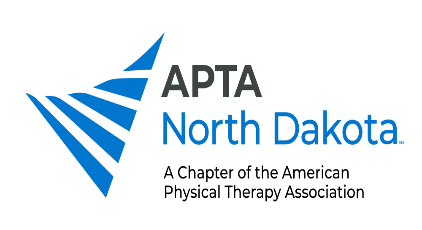 APTA
North Dakota
A Chapter of the American
Physical Therapy Association